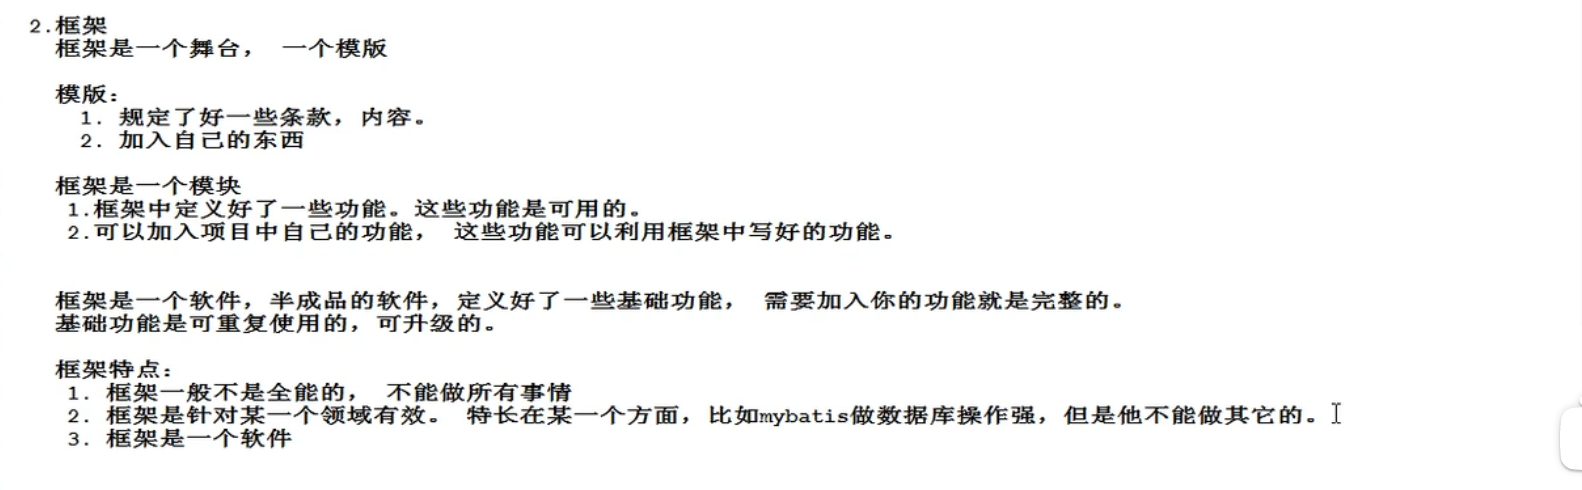 2.框架
框架是一个舞台， 一个模版
模版：
1. 规定了好一些条款，内容。
2. 加入自己的东西
框架是一个模块
1.框架中定义好了一些功能。这些功能是可用的。
2.可以加入项目中自己的功能， 这些功能可以利用框架中写好的功能。
框架是一个软件，半成品的软件，定义好了一些基础功能， 需要加入你的功能就是完整的。
基础功能是可重复使用的，可升级的。
框架特点：
1. 框架一般不是全能的， 不能做所有事情
2. 框架是针对某一个领域有效。 特长在某一个方面，比如mybatis做数据库操作强，但是他不能做其它的。
3. 框架是一个软件